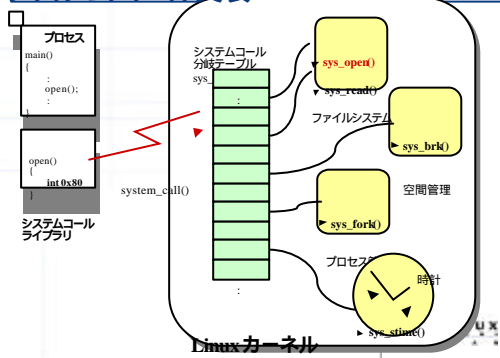 プロセス
main()
{
:
open();
:
}
open()
{
int 0x80
}
システムコール
ライブラリ
システムコール
分岐テーブル
sys_
:
system_call()
:
sys_open()
sys_read()
ファイルシステム
sys_brk()
空間管理
sys_fork()
プロセス
時計
sys_stime()
Linuxカーネル